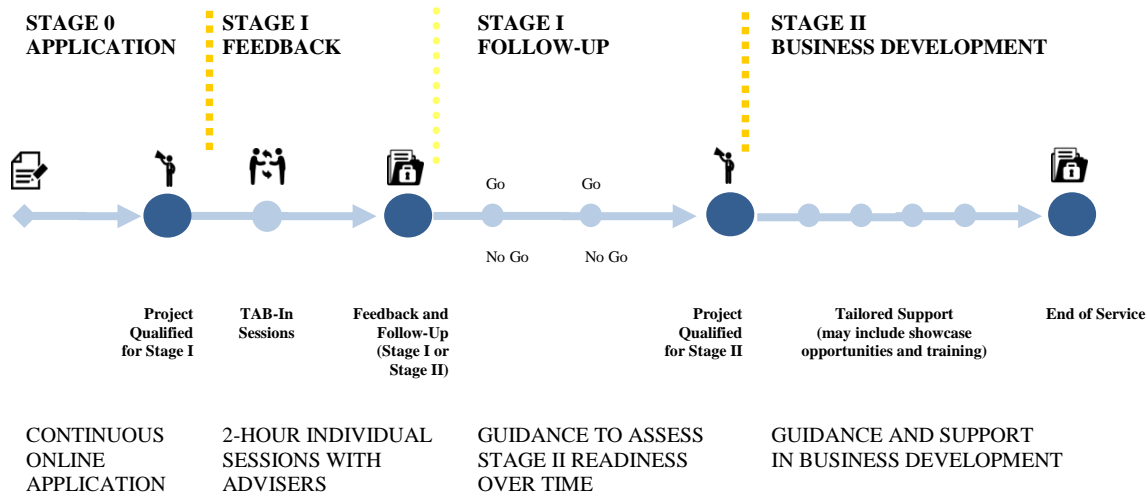 STAGE 0
APPLICATION
STAGE I
FEEDBACK
STAGE I
FOLLOW-UP
STAGE II
BUSINESS DEVELOPMENT
Go
Go
No Go
No Go
Project
Qualified
for Stage I
TAB-In
Sessions
Feedback and
Follow-Up
(Stage I or
Stage II)
Project
Qualified
for Stage II
Tailored Support
(may include showcase
opportunities and training)
End of Service
CONTINUOUS
ONLINE
APPLICATION
2-HOUR INDIVIDUAL
SESSIONS WITH
ADVISERS
GUIDANCE TO ASSESS
STAGE II READINESS
OVER TIME
GUIDANCE AND SUPPORT
IN BUSINESS DEVELOPMENT